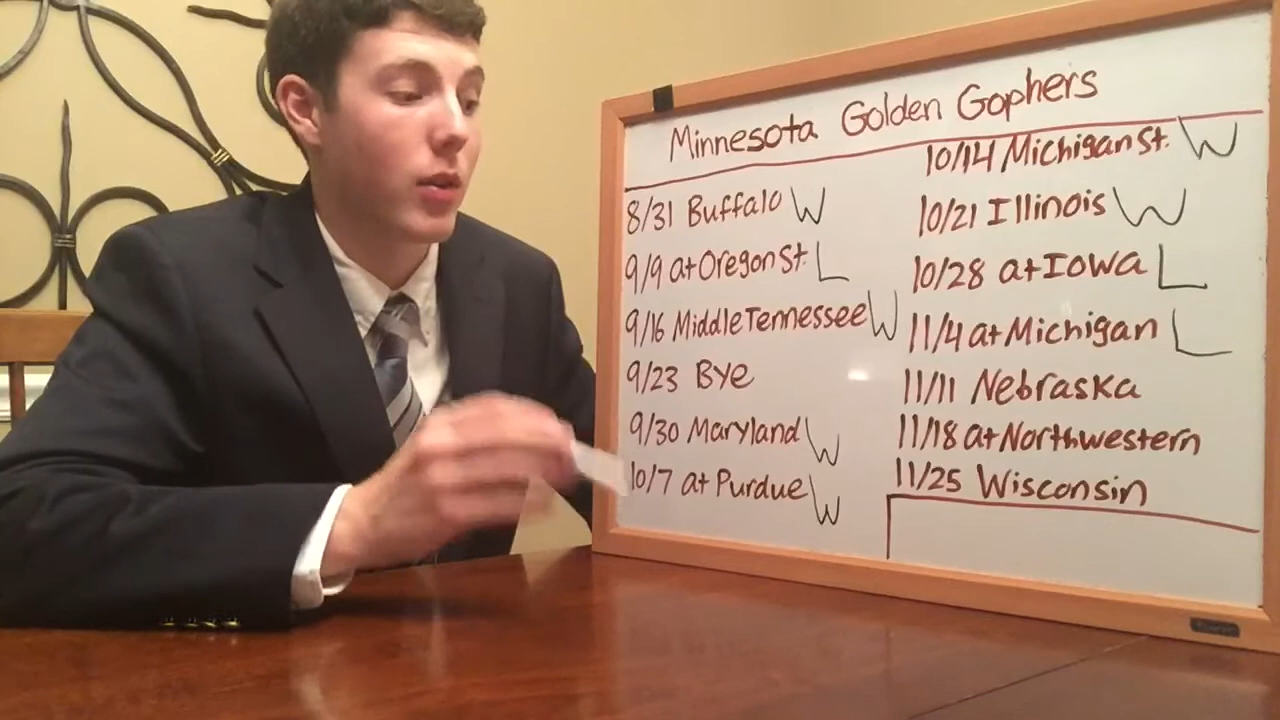 Minnesota Golden Gophers
8/31 Buffalo W
9/9 at Oregon St. L
9/16 Middle Tennessee W
9/23 Bye
9/30 Maryland W
10/7 at Purdue W
10/14 Michigan St. W
10/21 Illinois W
10/28 at Iowa L
11/4 at Michigan L
11/11 Nebraska
11/18 at Northwestern
11/25 Wisconsin